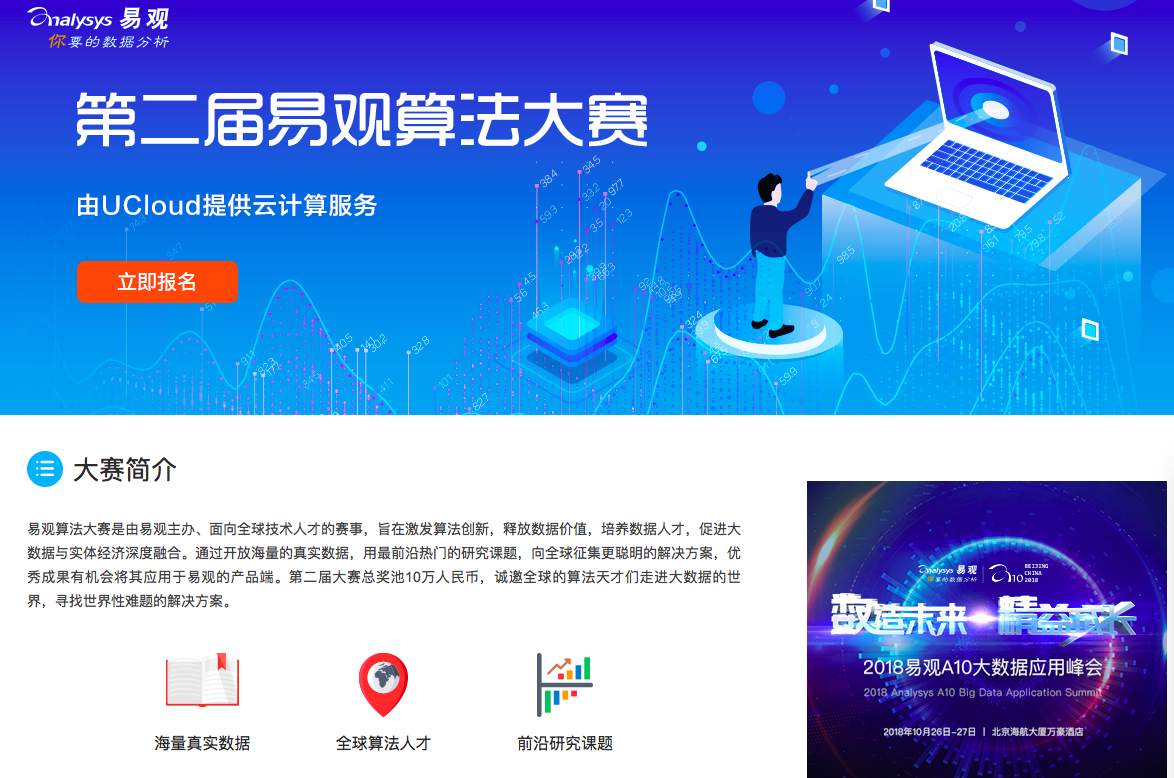 Analysys 易观
你要的数据分析
第二届易观算法大赛
由UCloud提供云计算服务
立即报名
大赛简介
易观算法大赛是由易观主办、面向全球技术人才的赛事，旨在激发算法创新，释放数据价值，培养数据人才，促进大
数据与实体经济深度融合。通过开放海量的真实数据，用最前沿热门的研究课题，向全球征集更聪明的解决方案，优
秀成果有机会将其应用于易观的产品端。第二届大赛总奖池10万人民币，诚邀全球的算法天才们走进大数据的世
界，寻找世界性难题的解决方案。
海量真实数据
全球算法人才
前沿研究课题
Analysys 易观
你要的数据分析
A10
BEIJING
CHINA
2018
数造未来 精益成长
2018易观A10大数据应用峰会
2018 Analysys A10 Big Data Application Summit
2018年10月26日-27日 | 北京海航大厦万豪酒店